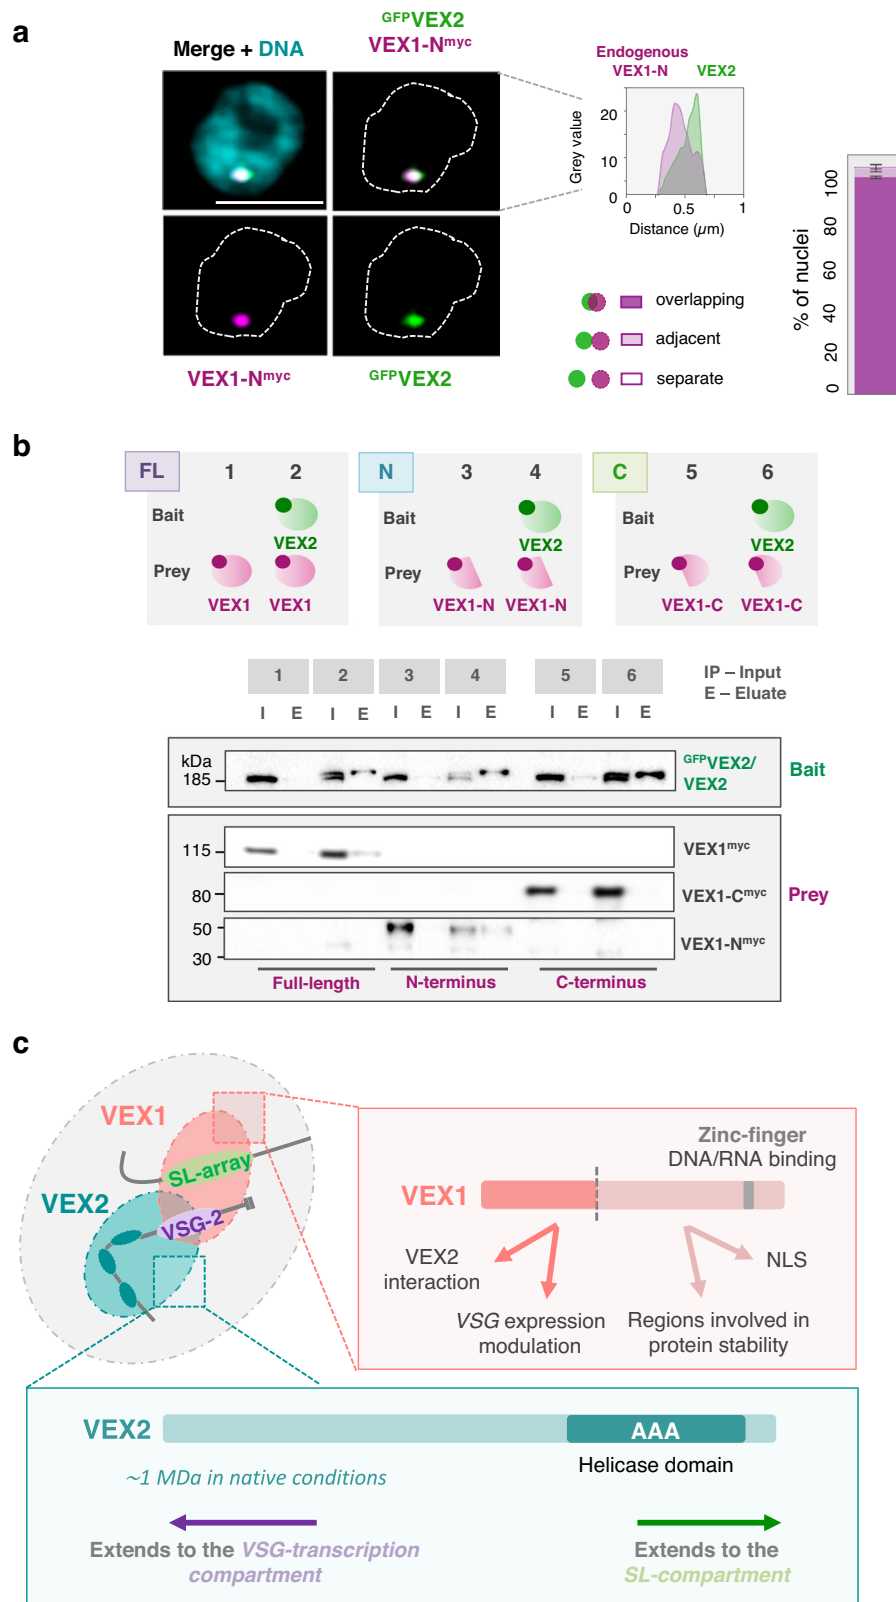 a
Merge + DNA
GFPVEX2
VEX1-Nmyc
VEX1-Nmyc
GFPVEX2
Endogenous
VEX1-N VEX2
Grey value
20
10
0
0 0.5 1
Distance (µm)
overlapping
adjacent
separate
% of nuclei
100
80
60
40
20
0
b
FL 1 2
Bait
VEX2
Prey
VEX1 VEX1
N 3 4
Bait
VEX2
Prey
VEX1-N VEX1-N
C 5 6
Bait
VEX2
Prey
VEX1-C VEX1-C
1 2 3 4 5 6
I E I E I E I E I E I E
IP – Input
E – Eluate
kDa
185
GFPVEX2/
VEX2
Bait
115
VEX1myc
80
VEX1-Cmyc
Prey
50
30
VEX1-Nmyc
Full-length N-terminus C-terminus
c
VEX1
SL-array
VEX2
VSG-2
Zinc-finger
DNA/RNA binding
VEX1
VEX2
interaction
VSG expression
modulation
NLS
Regions involved in
protein stability
VEX2
AAA
Helicase domain
~1 MDa in native conditions
Extends to the VSG-transcription
compartment
Extends to the
SL-compartment